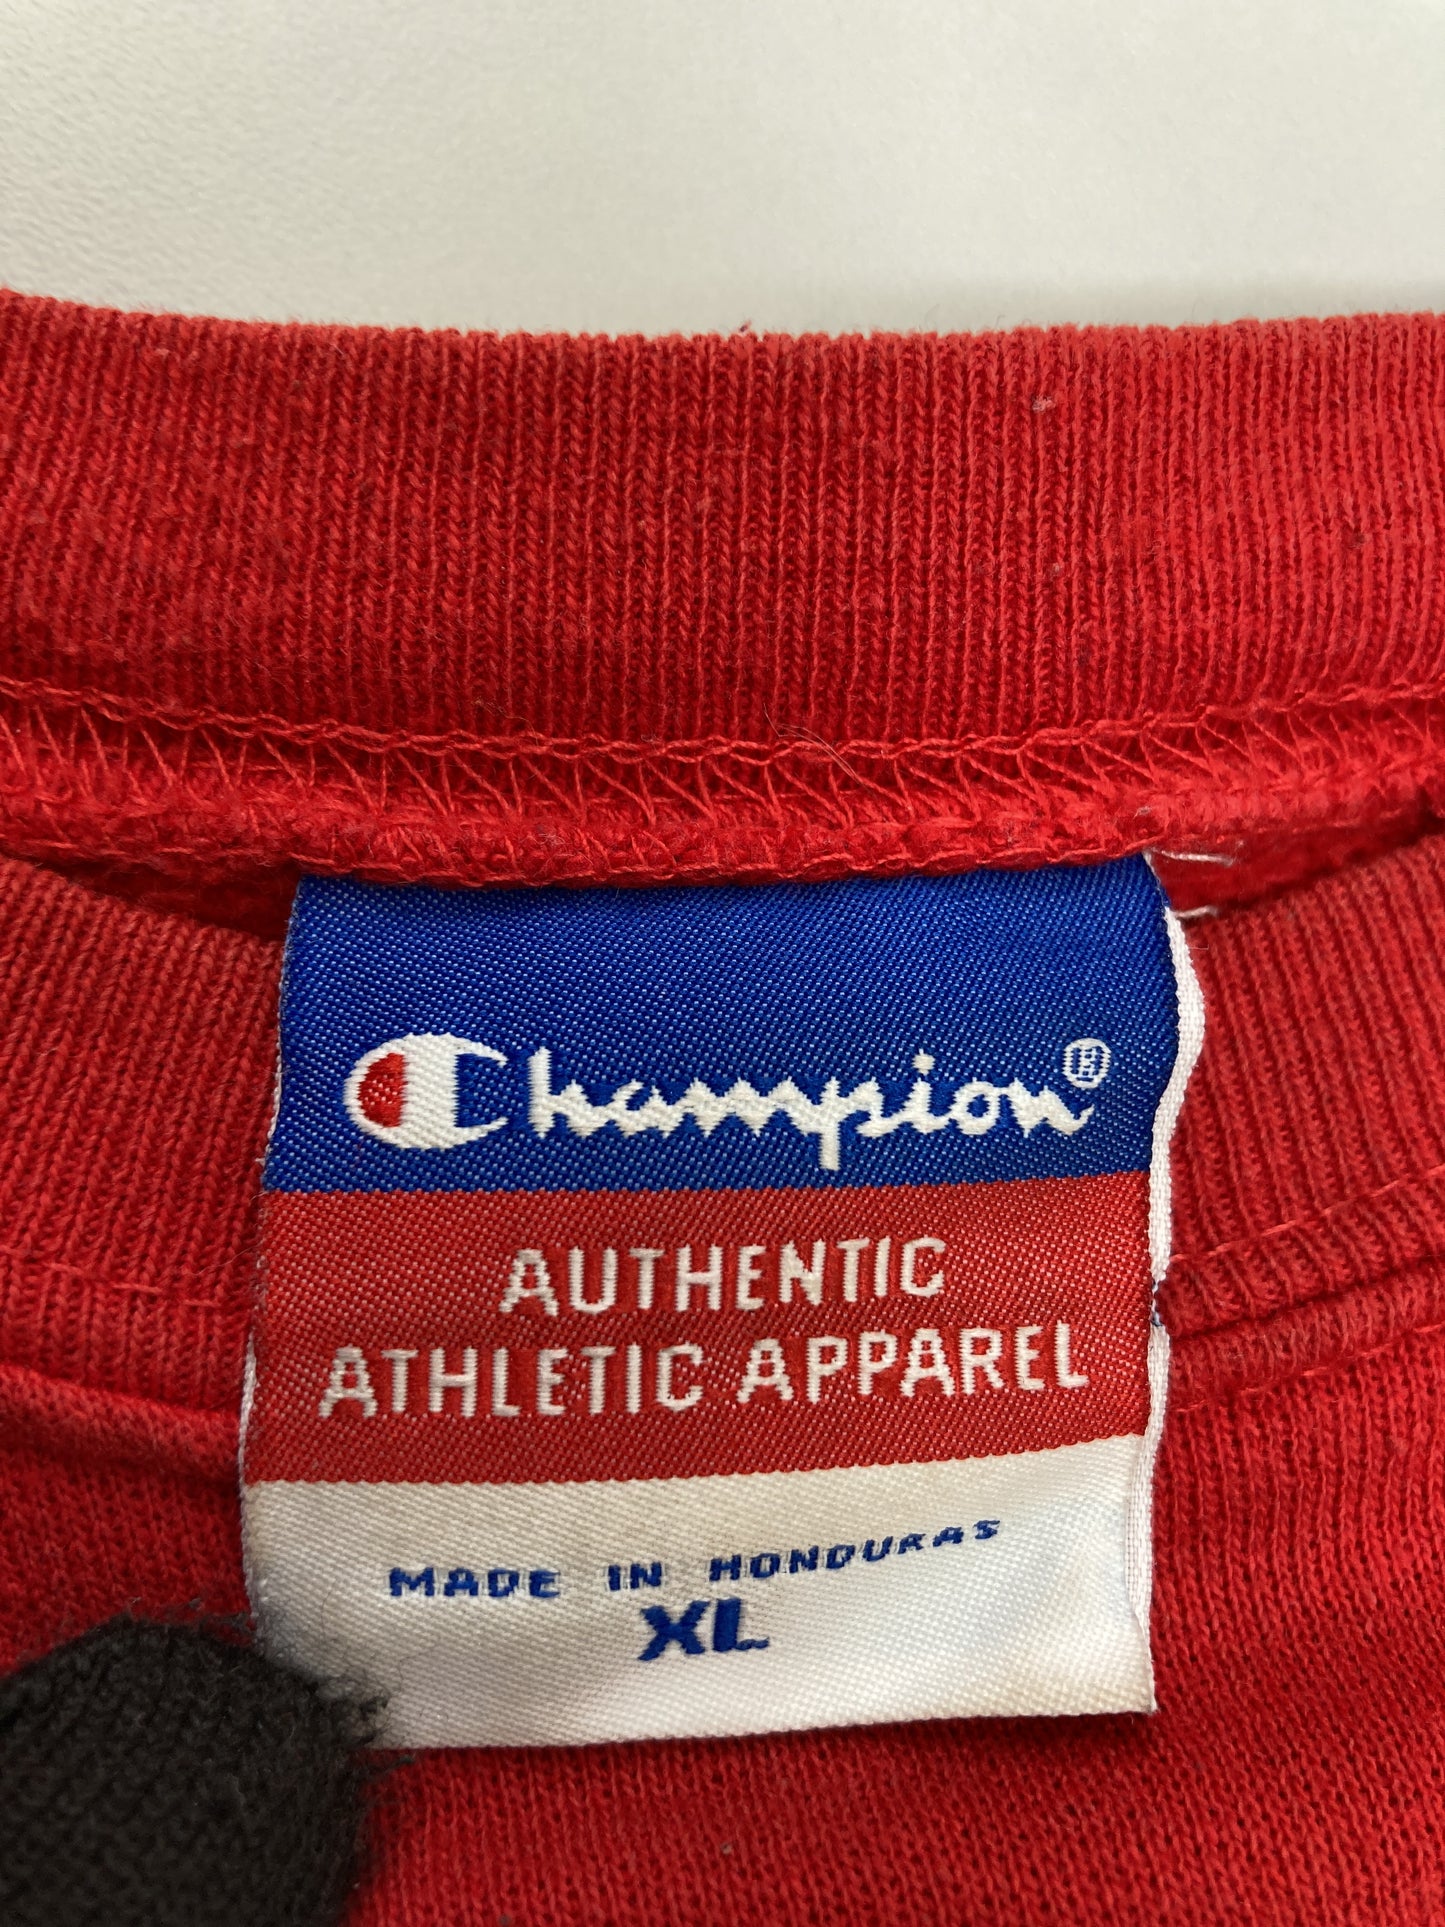 Champion®
AUTHENTIC
ATHLETIC APPAREL
MADE IN HONDURAS
XL